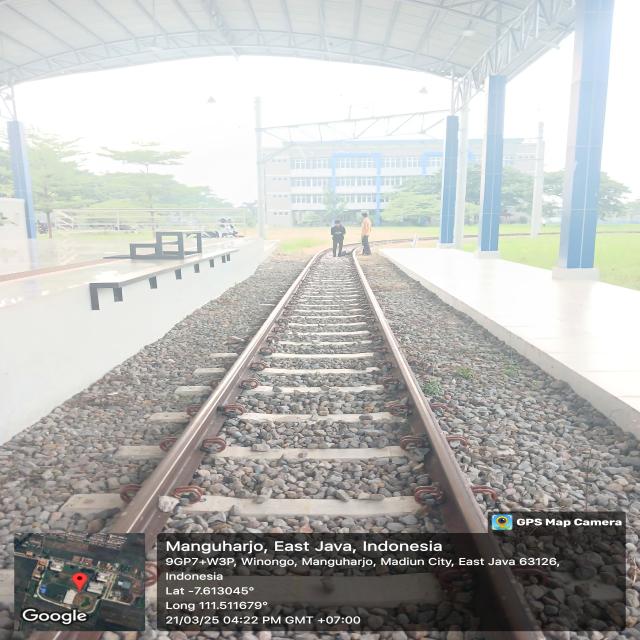 GPS Map Camera
Manguharjo, East Java, Indonesia
9GP7+W3P, Winongo, Manguharjo, Madiun City, East Java 63126,
Indonesia
Lat -7.613045°
Long 111.511679°
21/03/25 04:22 PM GMT +07:00
Google